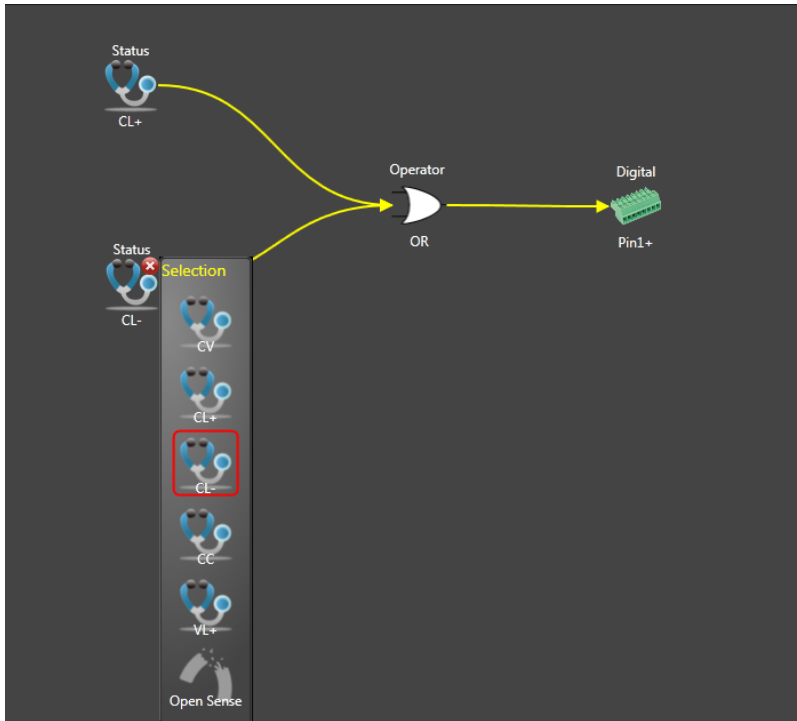 Status
CL+
Operator
OR
Digital
Pin1+
Status
CL-
Selection
CV
CL+
CL-
CC
VL+
Open Sense